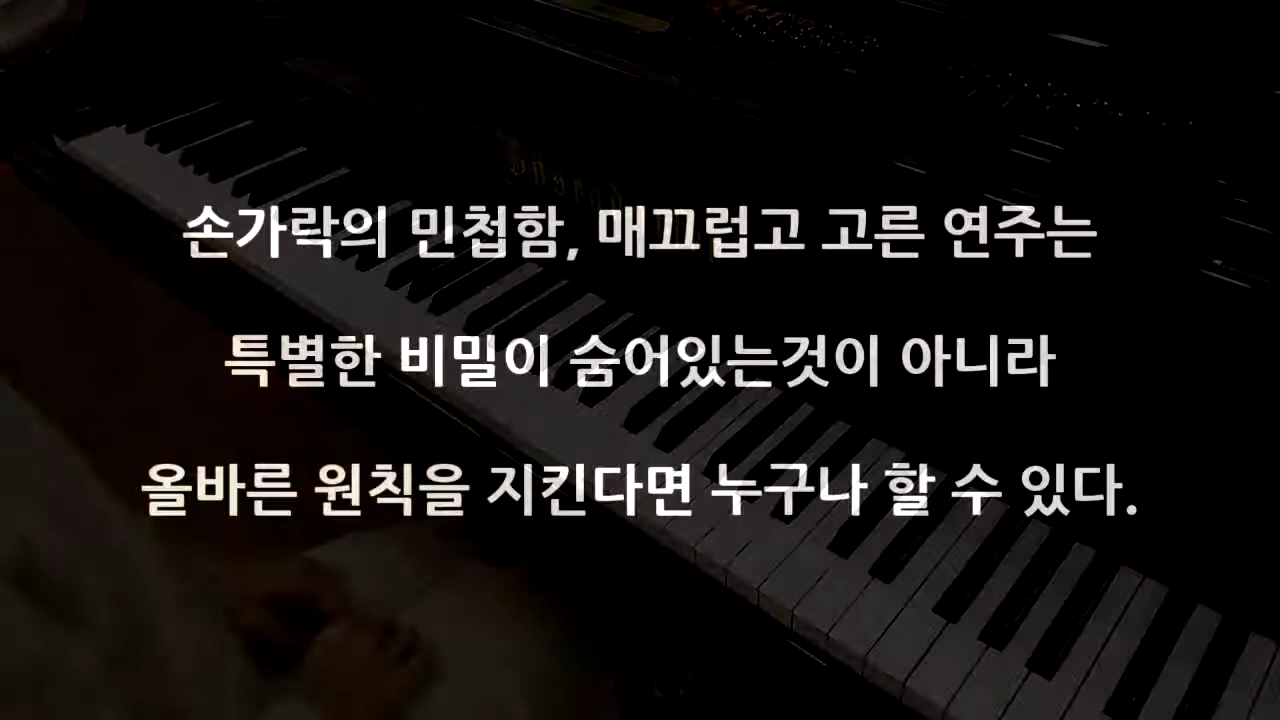 손가락의 민첩함, 매끄럽고 고른 연주는
특별한 비밀이 숨어있는것이 아니라
올바른 원칙을 지킨다면 누구나 할 수 있다.